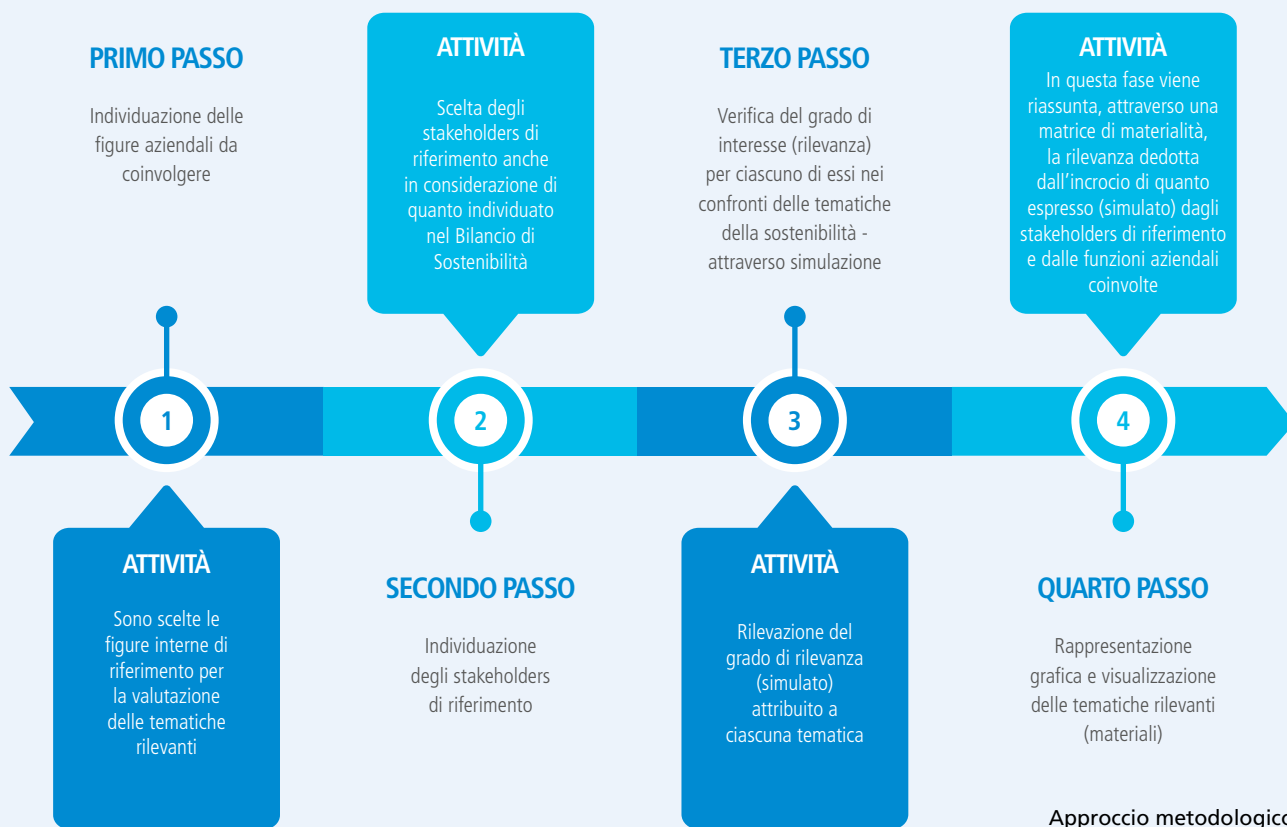 PRIMO PASSO
Individuazione delle
figure aziendali da
coinvolgere
1
ATTIVITÀ
Sono scelte le
figure interne di
riferimento per
la valutazione
delle tematiche
rilevanti
ATTIVITÀ
Scelta degli
stakeholders di
riferimento anche
in considerazione di
quanto individuato
nel Bilancio di
Sostenibilità
2
SECONDO PASSO
Individuazione
degli stakeholders
di riferimento
TERZO PASSO
Verifica del grado di
interesse (rilevanza)
per ciascuno di essi nei
confronti delle tematiche
della sostenibilità -
attraverso simulazione
3
ATTIVITÀ
Rilevazione del
grado di rilevanza
(simulato)
attribuito a
ciascuna tematica
ATTIVITÀ
In questa fase viene
riassunta, attraverso una
matrice di materialità,
la rilevanza dedotta
dall'incrocio di quanto
espresso (simulato) dagli
stakeholders di riferimento
e dalle funzioni aziendali
coinvolte
4
QUARTO PASSO
Rappresentazione
grafica e visualizzazione
delle tematiche rilevanti
(materiali)
Approccio metodologico